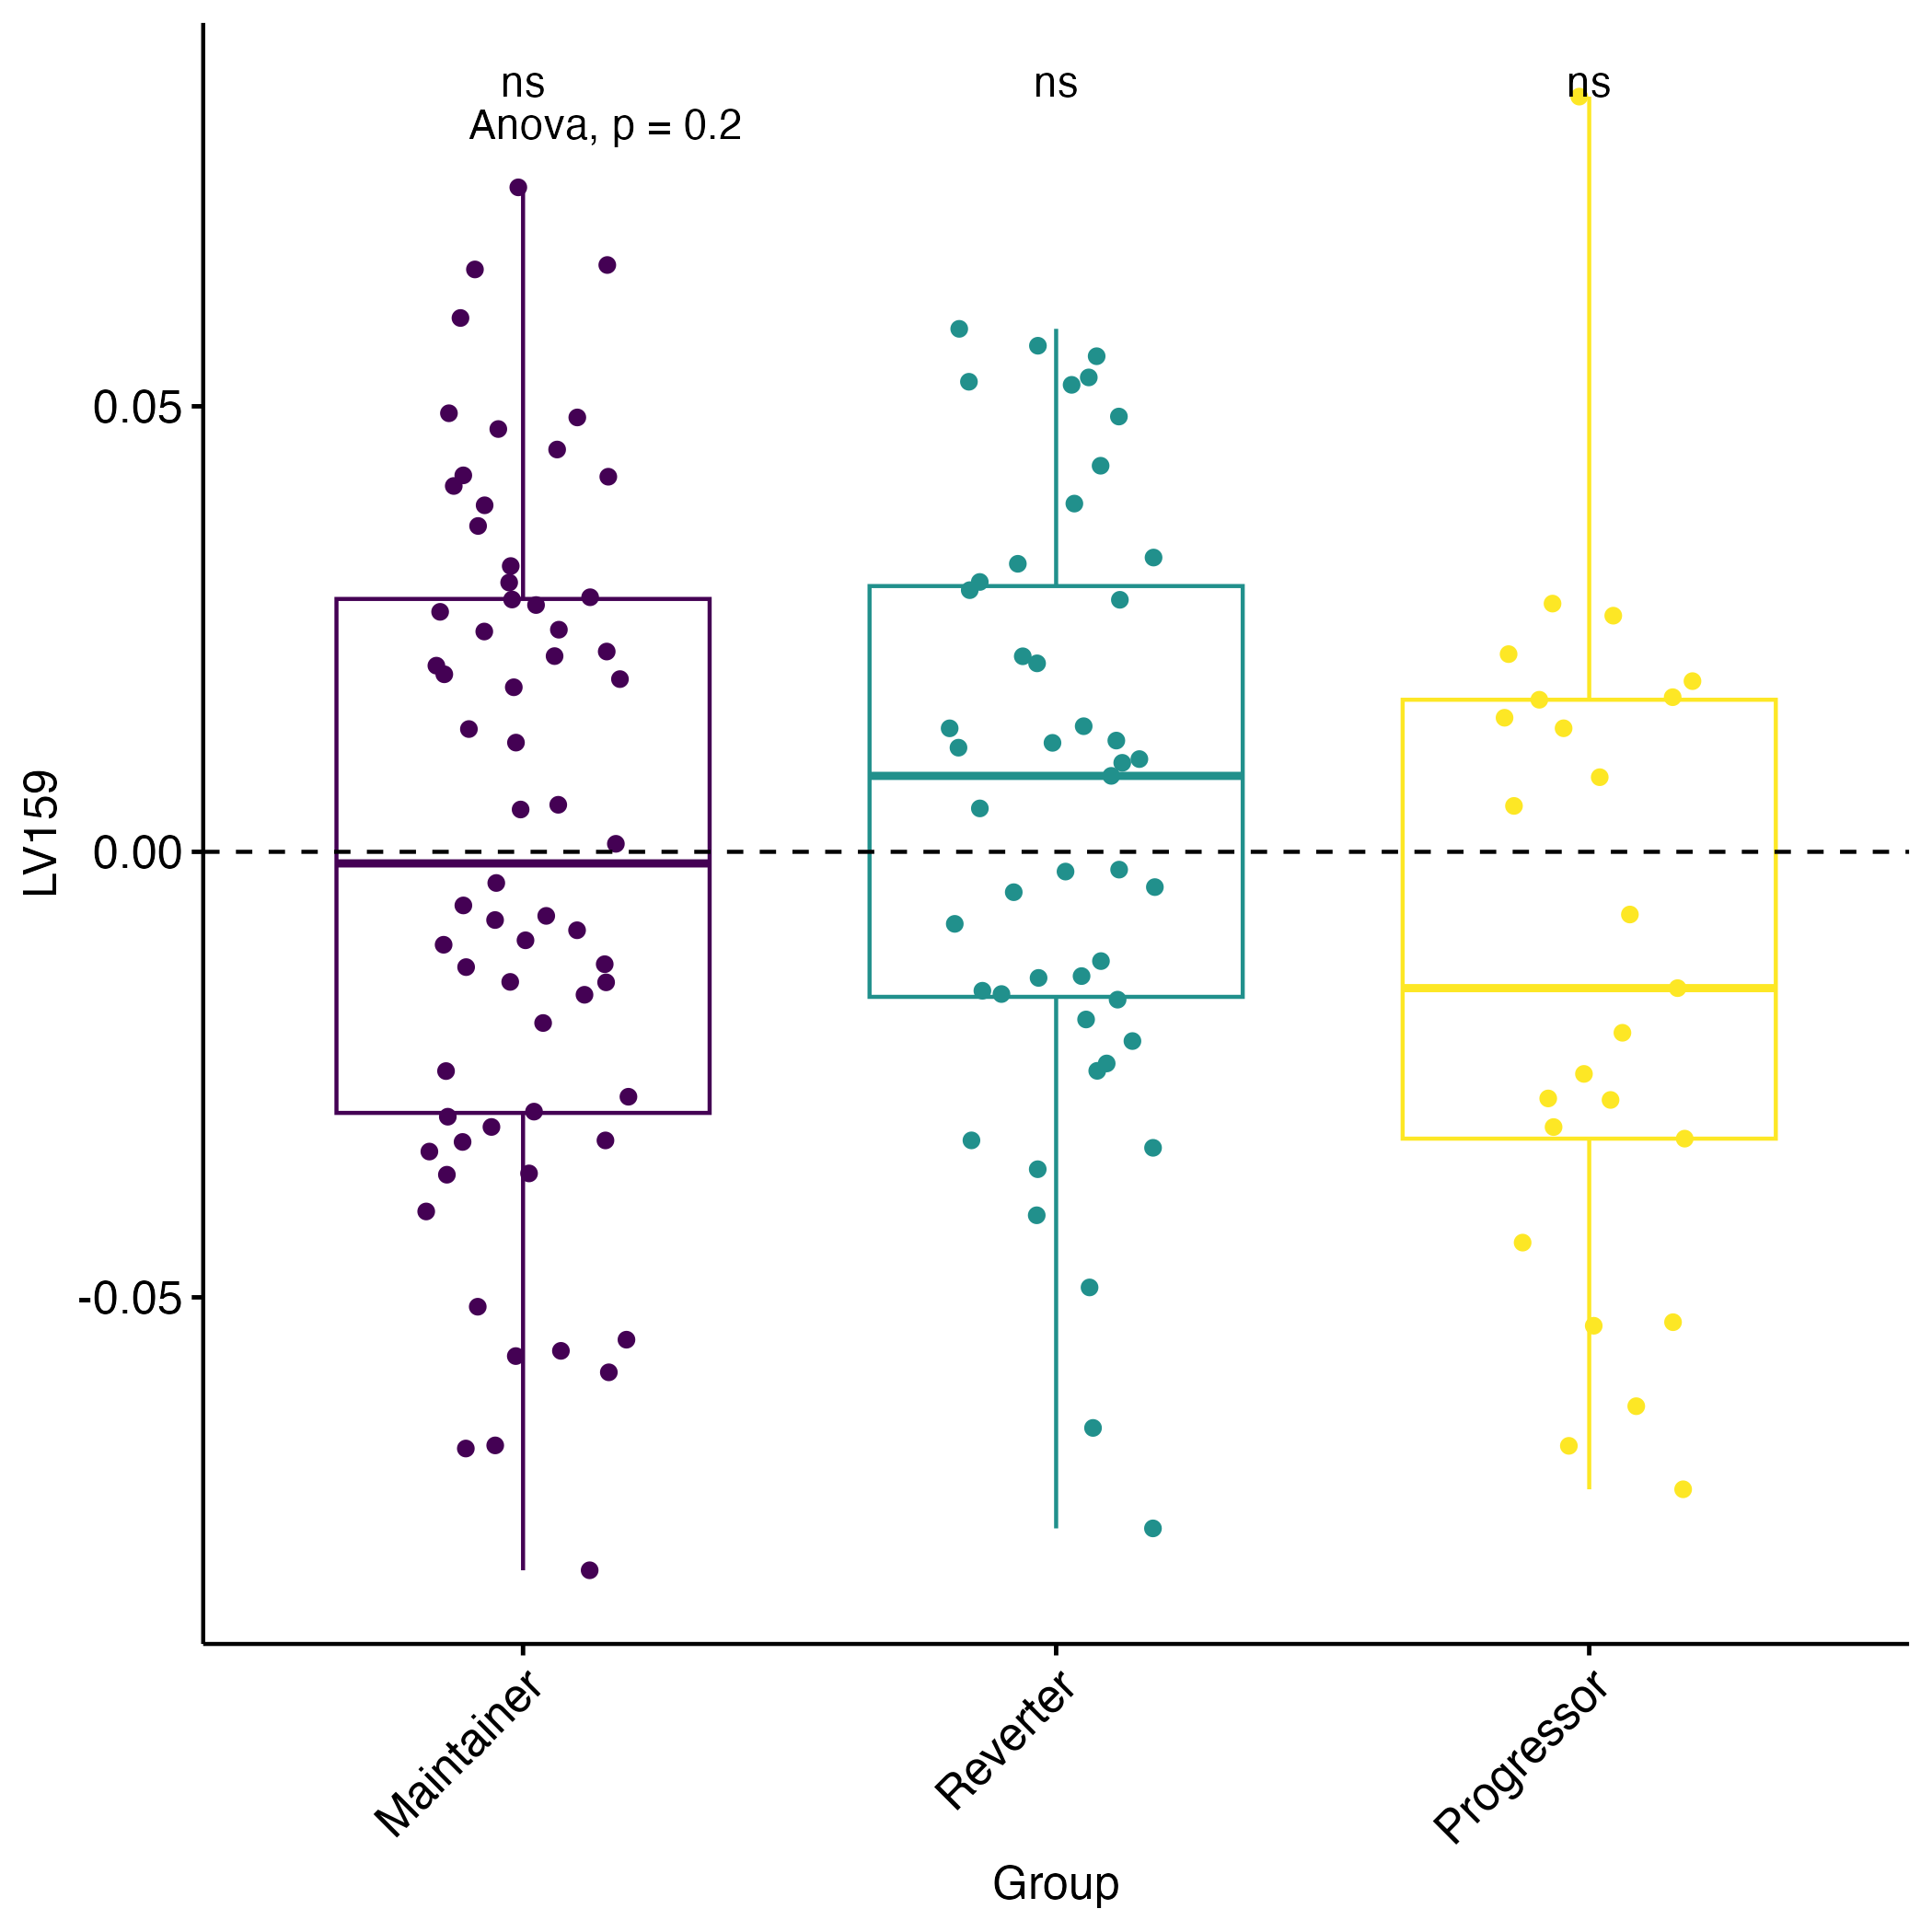 ns ns ns
Anova, p = 0.2
0.05
0.00
-0.05
LV159
Maintainer
Reverter
Progressor
Group